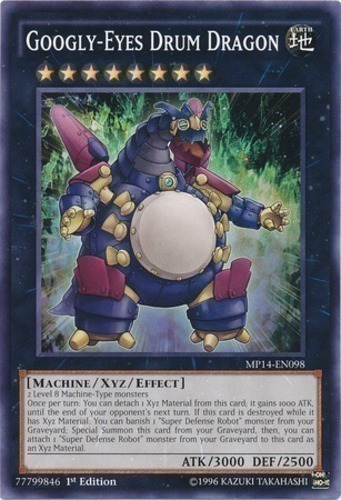 GOOGLY-EYES DRUM DRAGON
EARTH
地
MP14-EN098
[MACHINE/XYZ/EFFECT]
2 Level 8 Machine-Type monsters
Once per turn: You can detach 1 Xyz Material from this card; it gains 1000 ATK,
until the end of your opponent's next turn. If this card is destroyed while it
has Xyz Material: You can banish 1 "Super Defense Robot" monster from your
Graveyard; Special Summon this card from your Graveyard, then, you can
attach 1 "Super Defense Robot" monster from your Graveyard to this card as
an Xyz Material.
ATK/3000 DEF/2500
77799846 1st Edition ©1996 KAZUKI TAKAHASHI